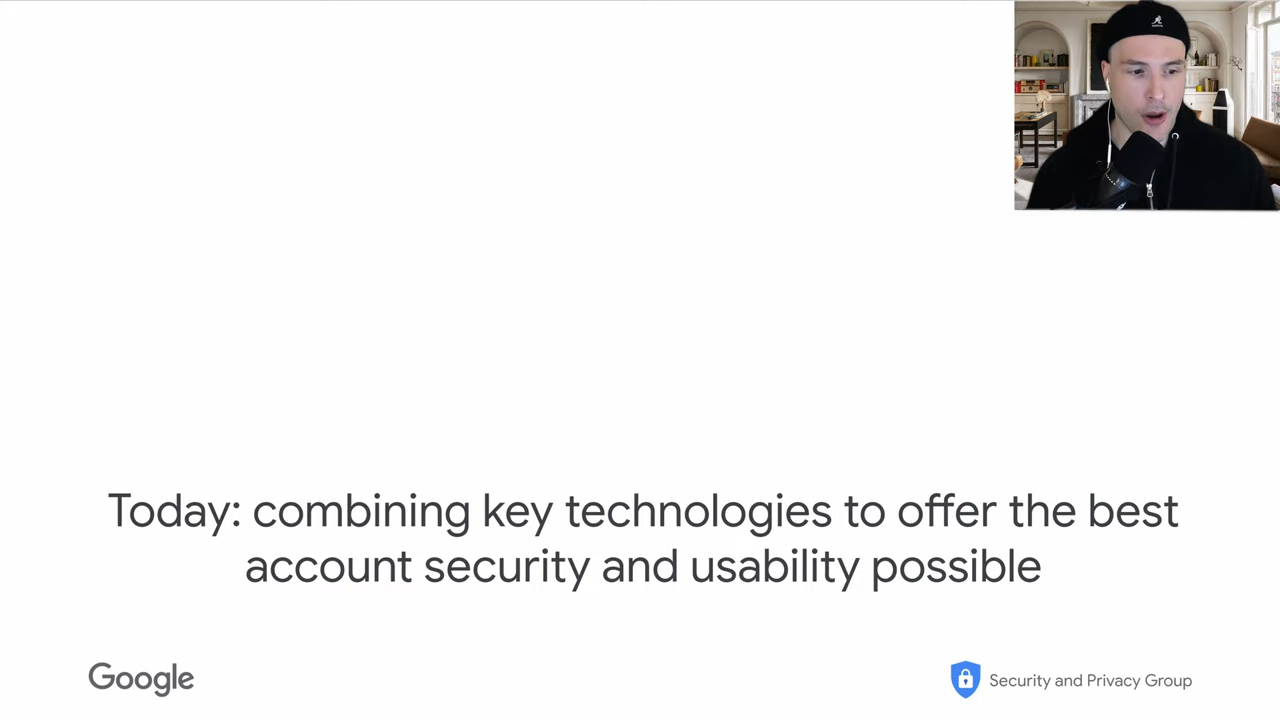 Today: combining key technologies to offer the best
account security and usability possible
Google
Security and Privacy Group